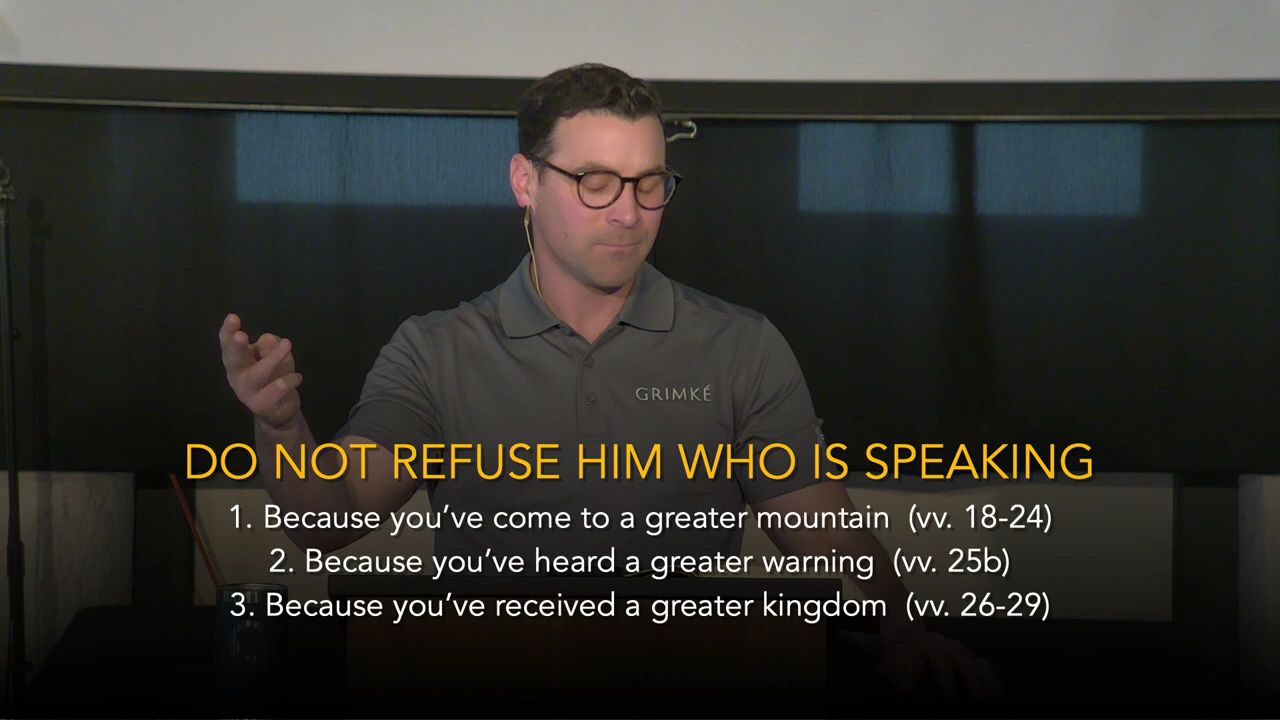 GRIMKÉ
DO NOT REFUSE HIM WHO IS SPEAKING
1. Because you’ve come to a greater mountain (vv. 18-24)
2. Because you’ve heard a greater warning (vv. 25b)
3. Because you’ve received a greater kingdom (vv. 26-29)